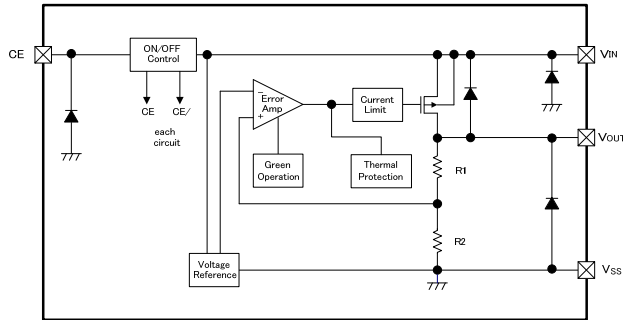 CE
ON/OFF
Control
CE
CE/
each
circuit
−
Error
Amp
+
Current
Limit
Green
Operation
Thermal
Protection
Voltage
Reference
R1
R2
VIN
VOUT
VSS